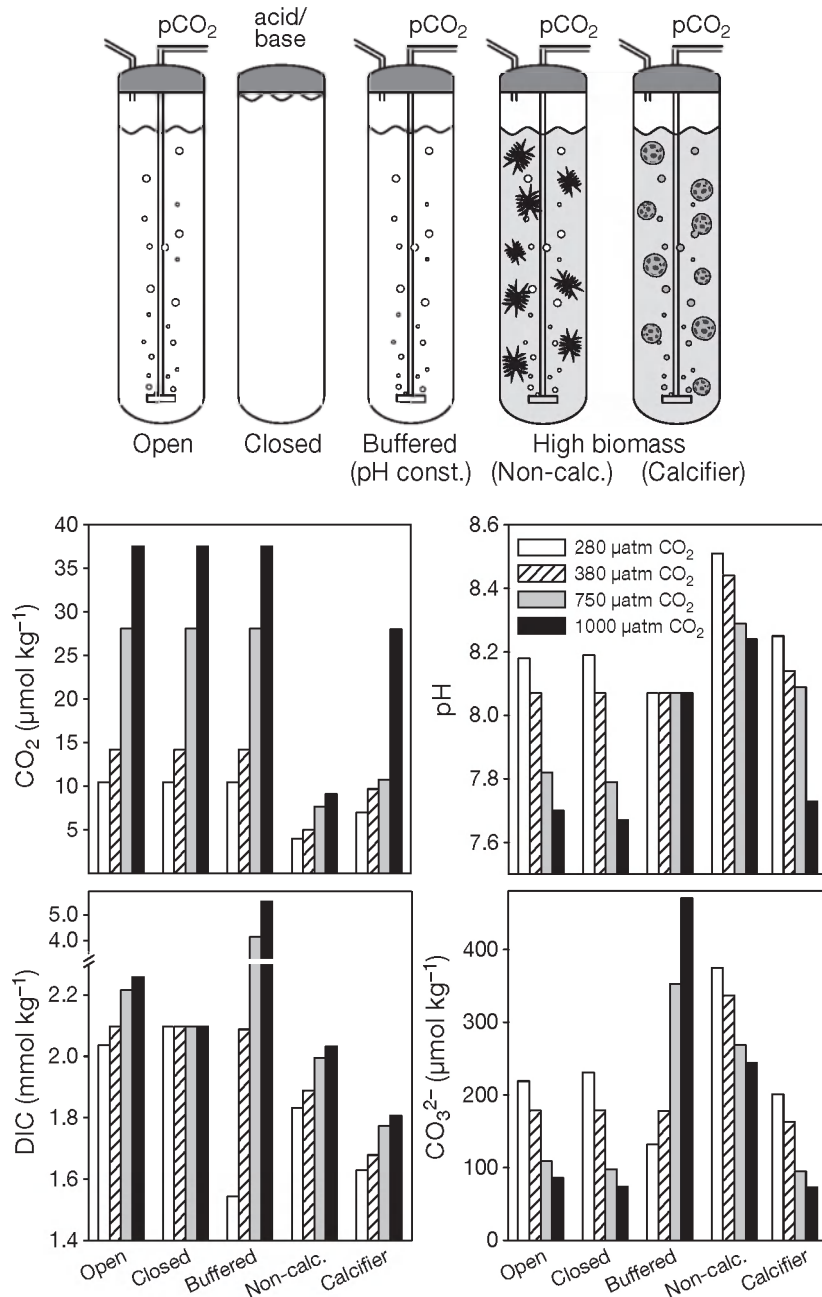 pCO₂ acid/ pCO₂ pCO₂ pCO₂
base
Open Closed Buffered High biomass
(pH const.) (Non-calc.) (Calcifier)
40
35
30
25
20
15
10
5
CO₂ (µmol kg⁻¹)
8.6
8.4
8.2
8.0
7.8
7.6
pH
280 µatm CO₂
380 µatm CO₂
750 µatm CO₂
1000 µatm CO₂
5.0
4.0
2.2
2.0
1.8
1.6
1.4
DIC (mmol kg⁻¹)
Open Closed Buffered Non-calc. Calcifier
400
300
200
100
0
CO₃²⁻ (µmol kg⁻¹)
Open Closed Buffered Non-calc. Calcifier